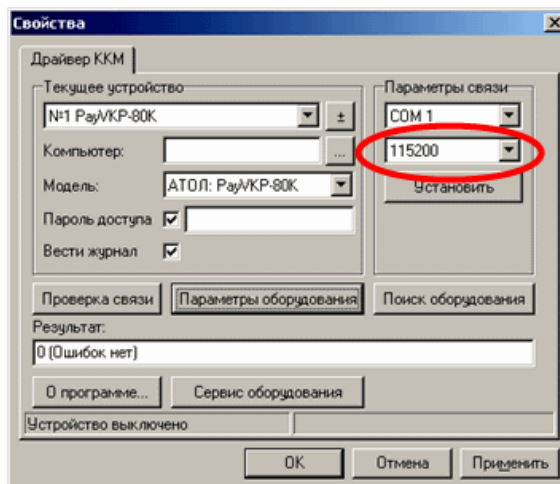 Свойства
Драйвер ККМ
Текущее устройство
№1 PayVKP-80K
±
Компьютер:
...
Модель:
АТОЛ: PayVKP-80K
Пароль доступа
Вести журнал
Параметры связи
COM 1
115200
Установить
Проверка связи
Параметры оборудования
Поиск оборудования
Результат:
0 (Ошибок нет)
О программе...
Сервис оборудования
Устройство выключено
OK
Отмена
Применить